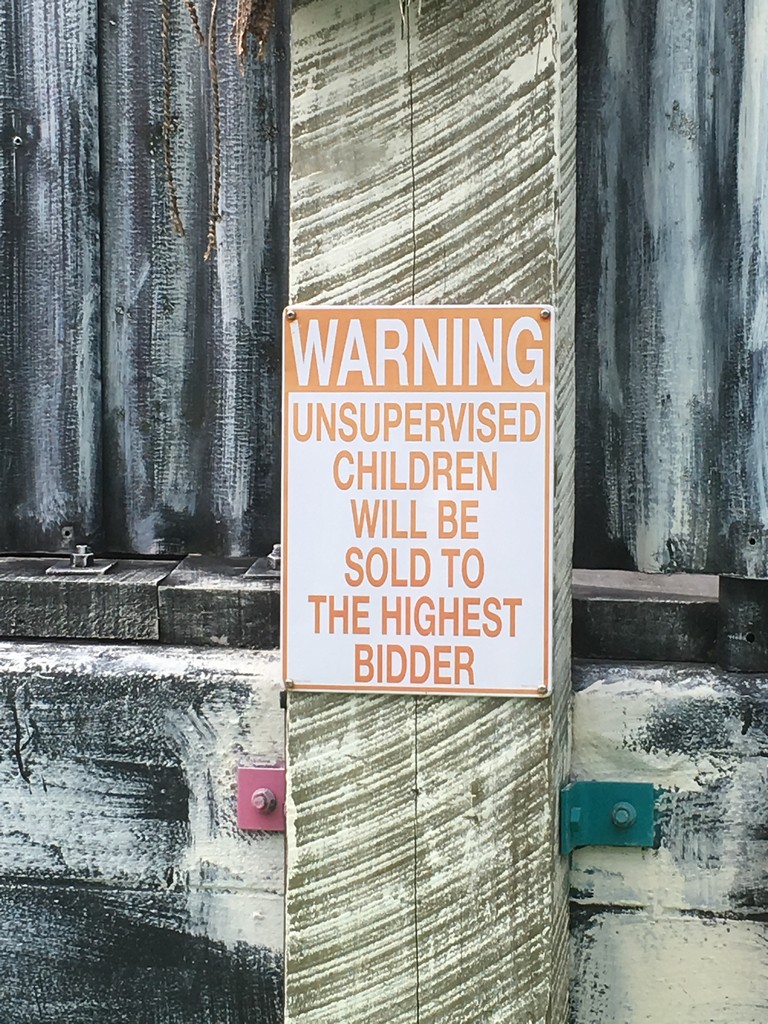 WARNING
UNSUPERVISED
CHILDREN
WILL BE
SOLD TO
THE HIGHEST
BIDDER